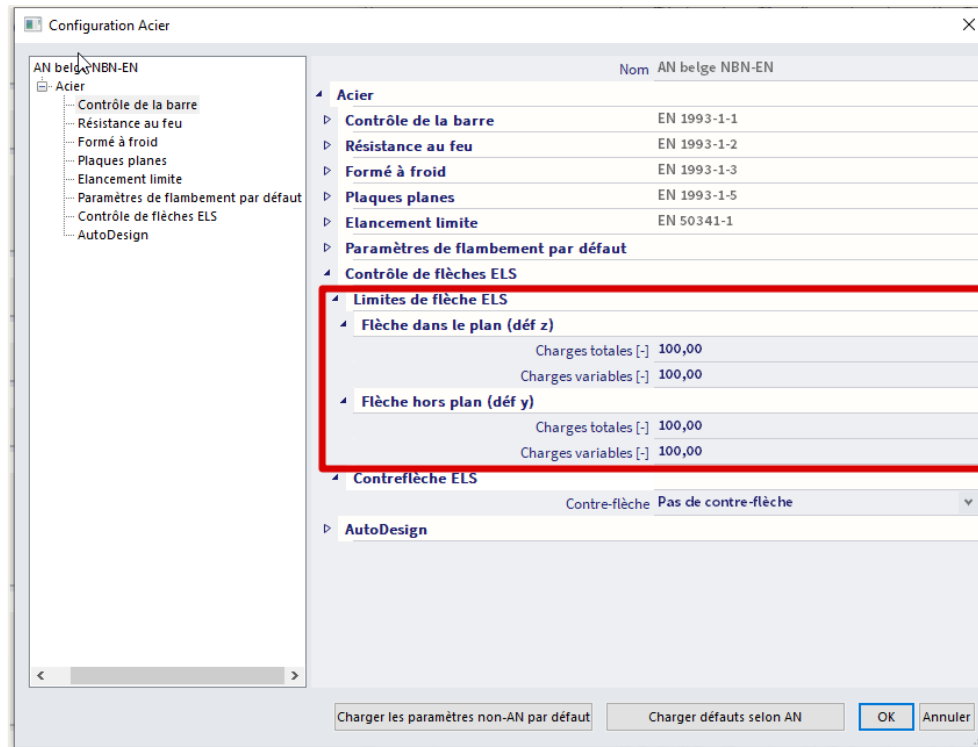 Configuration Acier
AN belge NBN-EN
Acier
Contrôle de la barre
Résistance au feu
Formé à froid
Plaques planes
Elancement limite
Paramètres de flambement par défaut
Contrôle de flèches ELS
AutoDesign
Nom AN belge NBN-EN
Acier
Contrôle de la barre EN 1993-1-1
Résistance au feu EN 1993-1-2
Formé à froid EN 1993-1-3
Plaques planes EN 1993-1-5
Elancement limite EN 50341-1
Paramètres de flambement par défaut
Contrôle de flèches ELS
Limites de flèche ELS
Flèche dans le plan (déf z)
Charges totales [-] 100,00
Charges variables [-] 100,00
Flèche hors plan (déf y)
Charges totales [-] 100,00
Charges variables [-] 100,00
Contreflèche ELS
Contre-flèche Pas de contre-flèche
AutoDesign
Charger les paramètres non-AN par défaut Charger défauts selon AN OK Annuler